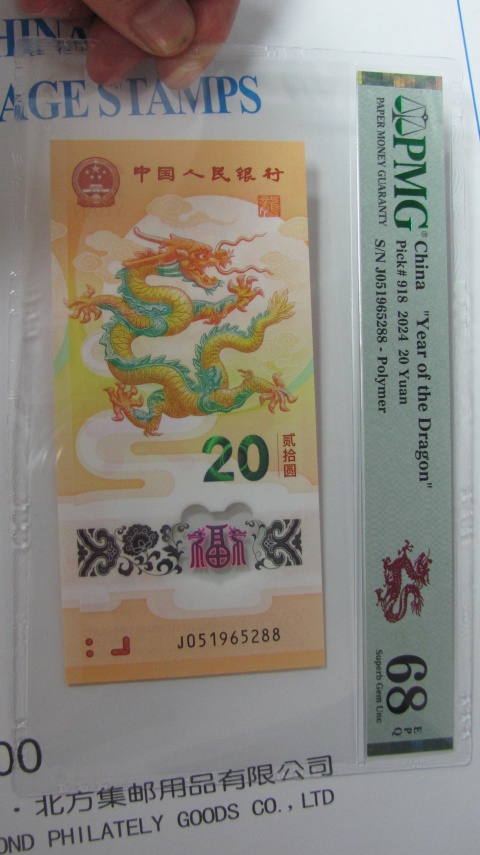 HINA
AGE STAMPS
中国人民银行
龍
20
贰拾圆
福
J051965288
PMG®
PAPER MONEY GUARANTY
China "Year of the Dragon"
Pick# 918 2024 20 Yuan
S/N J051965288 - Polymer
68
EPQ
Superb Gem Unc
00
·北方集邮用品有限公司
OND PHILATELY GOODS CO.,LTD